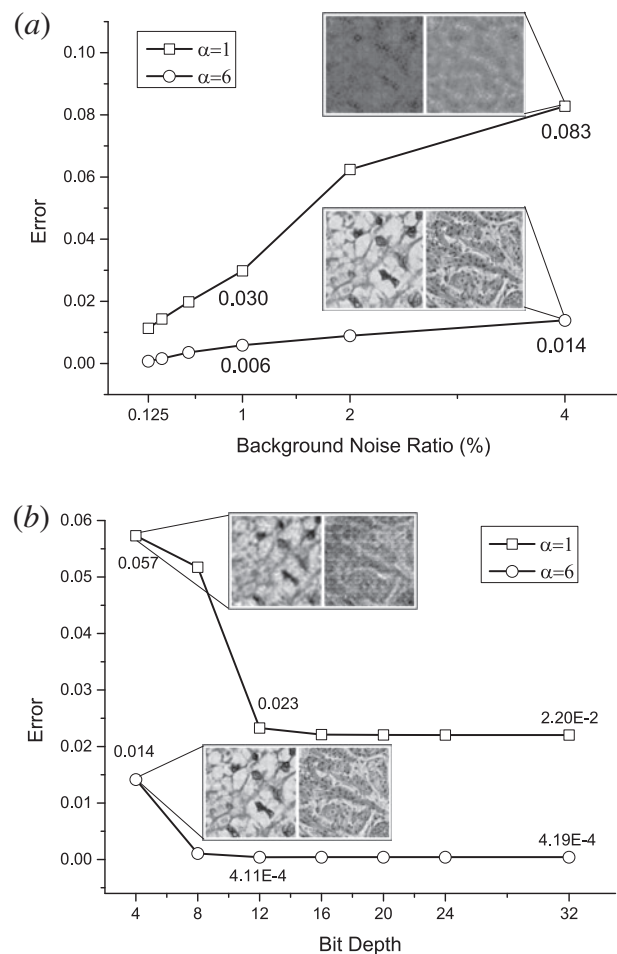 (a)
0.10
0.08
0.06
0.04
0.02
0.00
Error
α=1
α=6
0.083
0.030
0.006
0.014
0.125
1
2
4
Background Noise Ratio (%)
(b)
0.06
0.05
0.04
0.03
0.02
0.01
0.00
Error
α=1
α=6
0.057
0.023
2.20E-2
0.014
4.11E-4
4.19E-4
4
8
12
16
20
24
32
Bit Depth